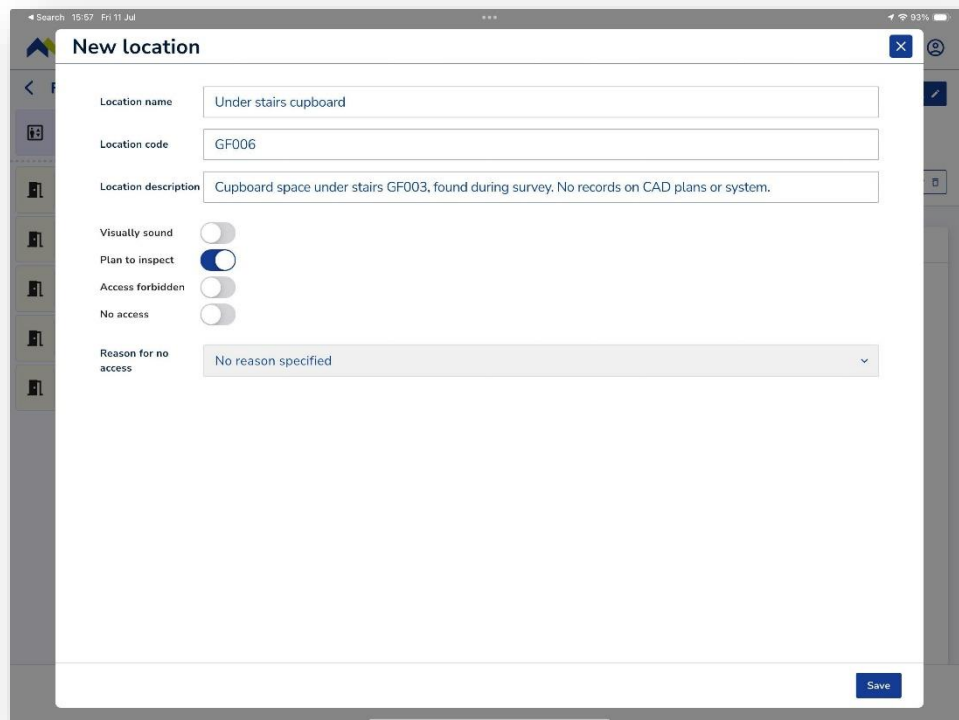 Search 15:57 Fri 11 Jul
93%
New location
Location name
Under stairs cupboard
Location code
GF006
Location description
Cupboard space under stairs GF003, found during survey. No records on CAD plans or system.
Visually sound
Plan to inspect
Access forbidden
No access
Reason for no
access
No reason specified
Save